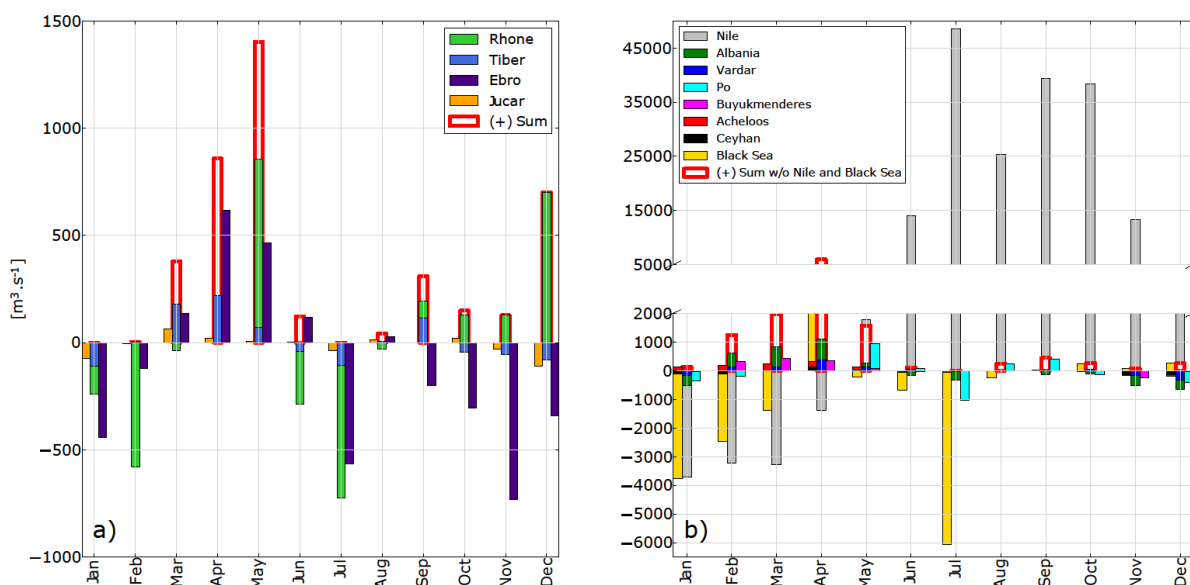 a)
[m³.s⁻¹]
1500
1000
500
0
−500
−1000
Rhone
Tiber
Ebro
Jucar
(+) Sum
Jan
Feb
Mar
Apr
May
Jun
Jul
Aug
Sep
Oct
Nov
Dec
b)
45000
35000
25000
15000
5000
2000
1000
0
−1000
−2000
−3000
−4000
−5000
−6000
Nile
Albania
Vardar
Po
Buyukmenderes
Acheloos
Ceyhan
Black Sea
(+) Sum w/o Nile and Black Sea
Jan
Feb
Mar
Apr
May
Jun
Jul
Aug
Sep
Oct
Nov
Dec